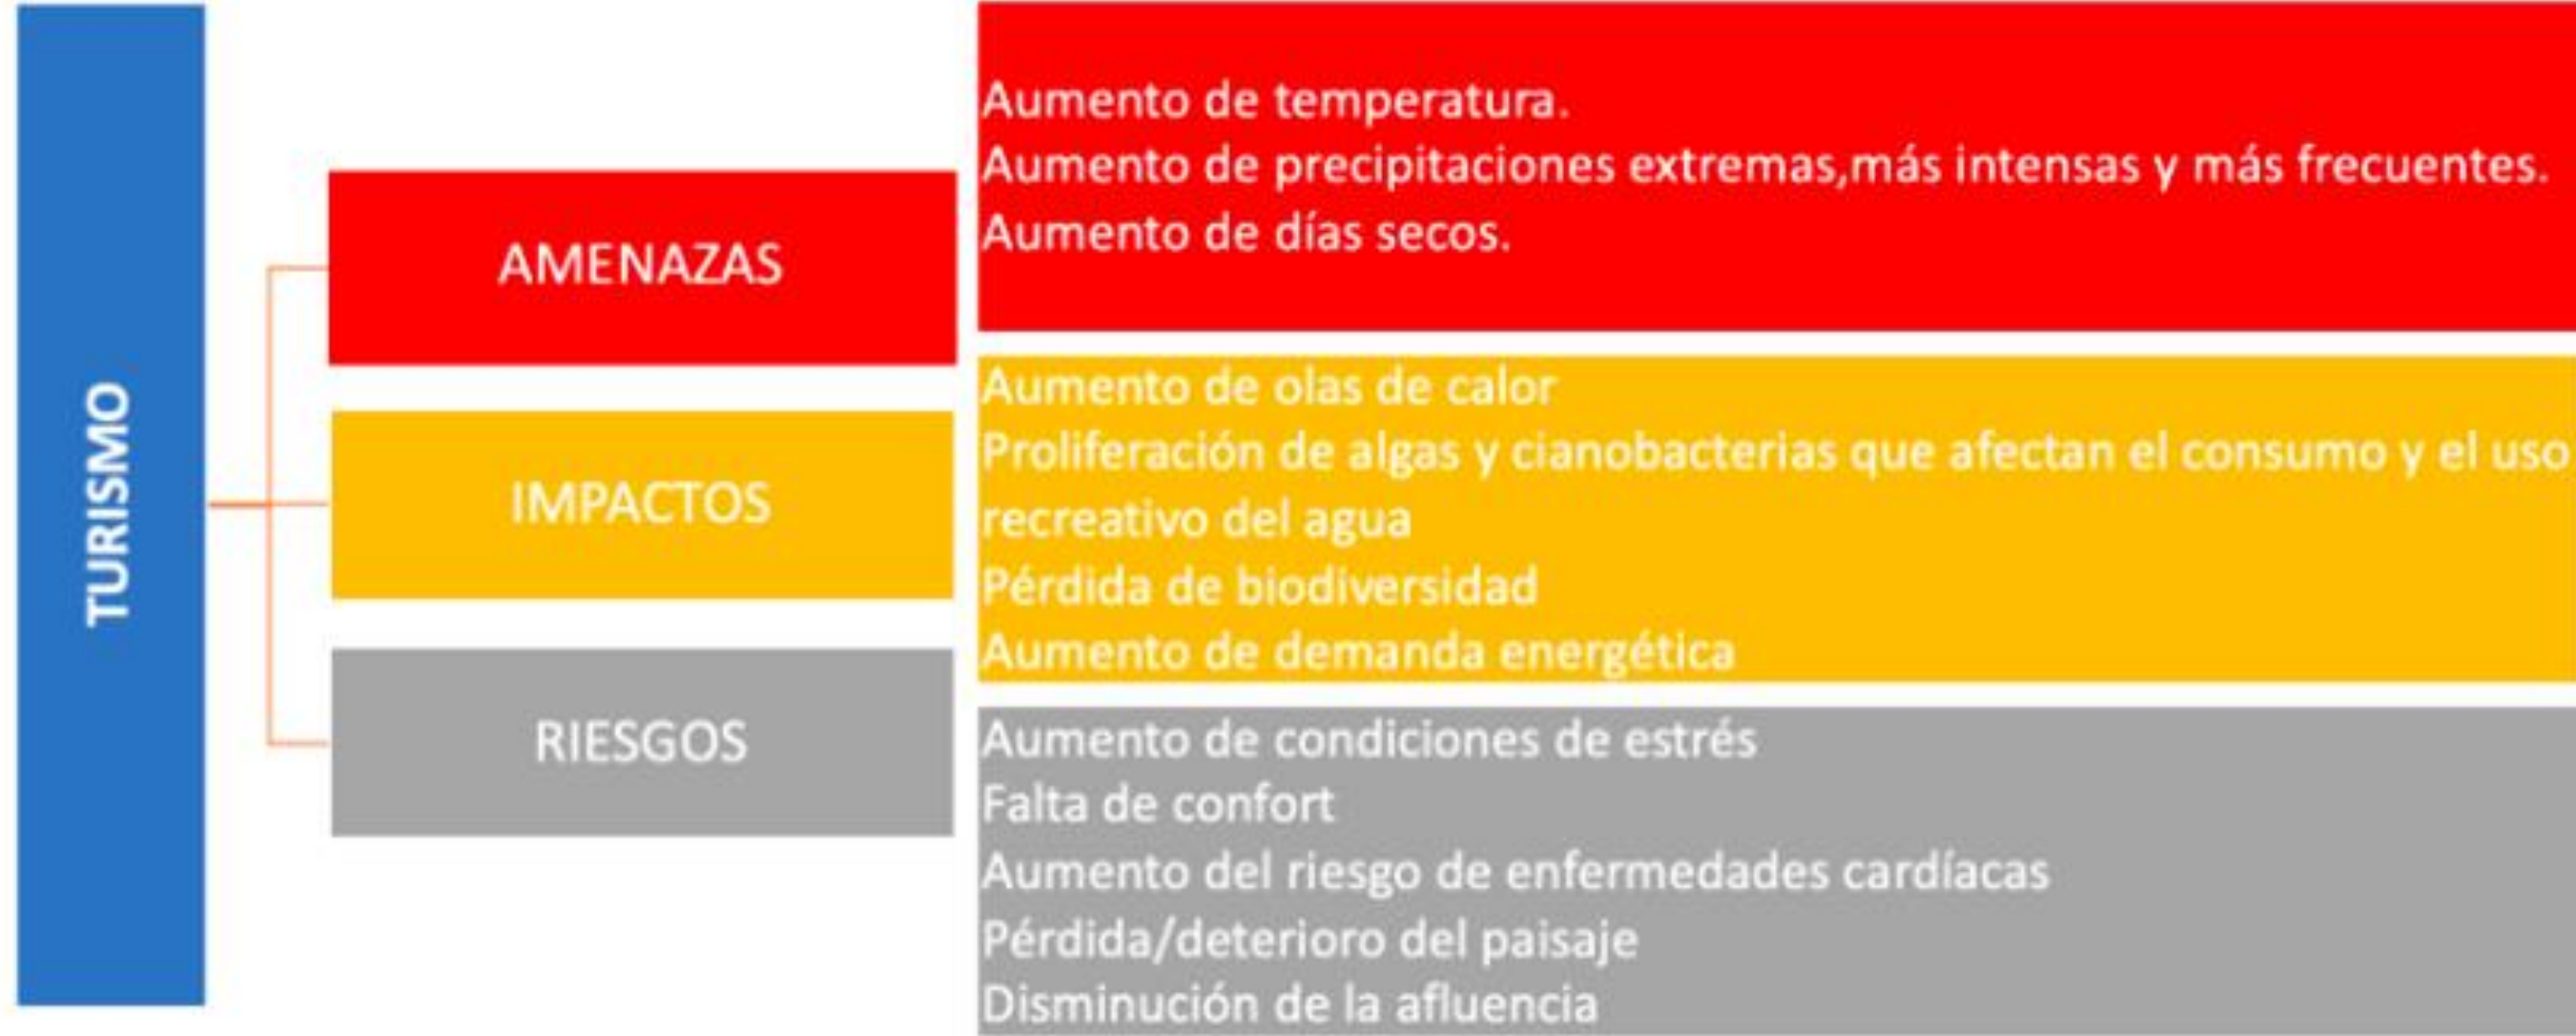 TURISMO
AMENAZAS
Aumento de temperatura.
Aumento de precipitaciones extremas,más intensas y más frecuentes.
Aumento de días secos.
IMPACTOS
Aumento de olas de calor
Proliferación de algas y cianobacterias que afectan el consumo y el uso
recreativo del agua
Pérdida de biodiversidad
Aumento de demanda energética
RIESGOS
Aumento de condiciones de estrés
Falta de confort
Aumento del riesgo de enfermedades cardíacas
Pérdida/deterioro del paisaje
Disminución de la afluencia